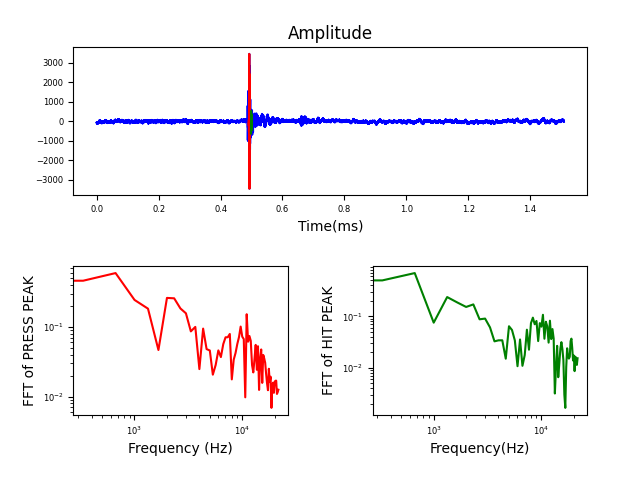 Amplitude
3000
2000
1000
0
−1000
−2000
−3000
0.0 0.2 0.4 0.6 0.8 1.0 1.2 1.4
Time(ms)
FFT of PRESS PEAK
10⁻¹
10⁻²
10³ 10⁴
Frequency (Hz)
FFT of HIT PEAK
10⁻¹
10⁻²
10³ 10⁴
Frequency(Hz)